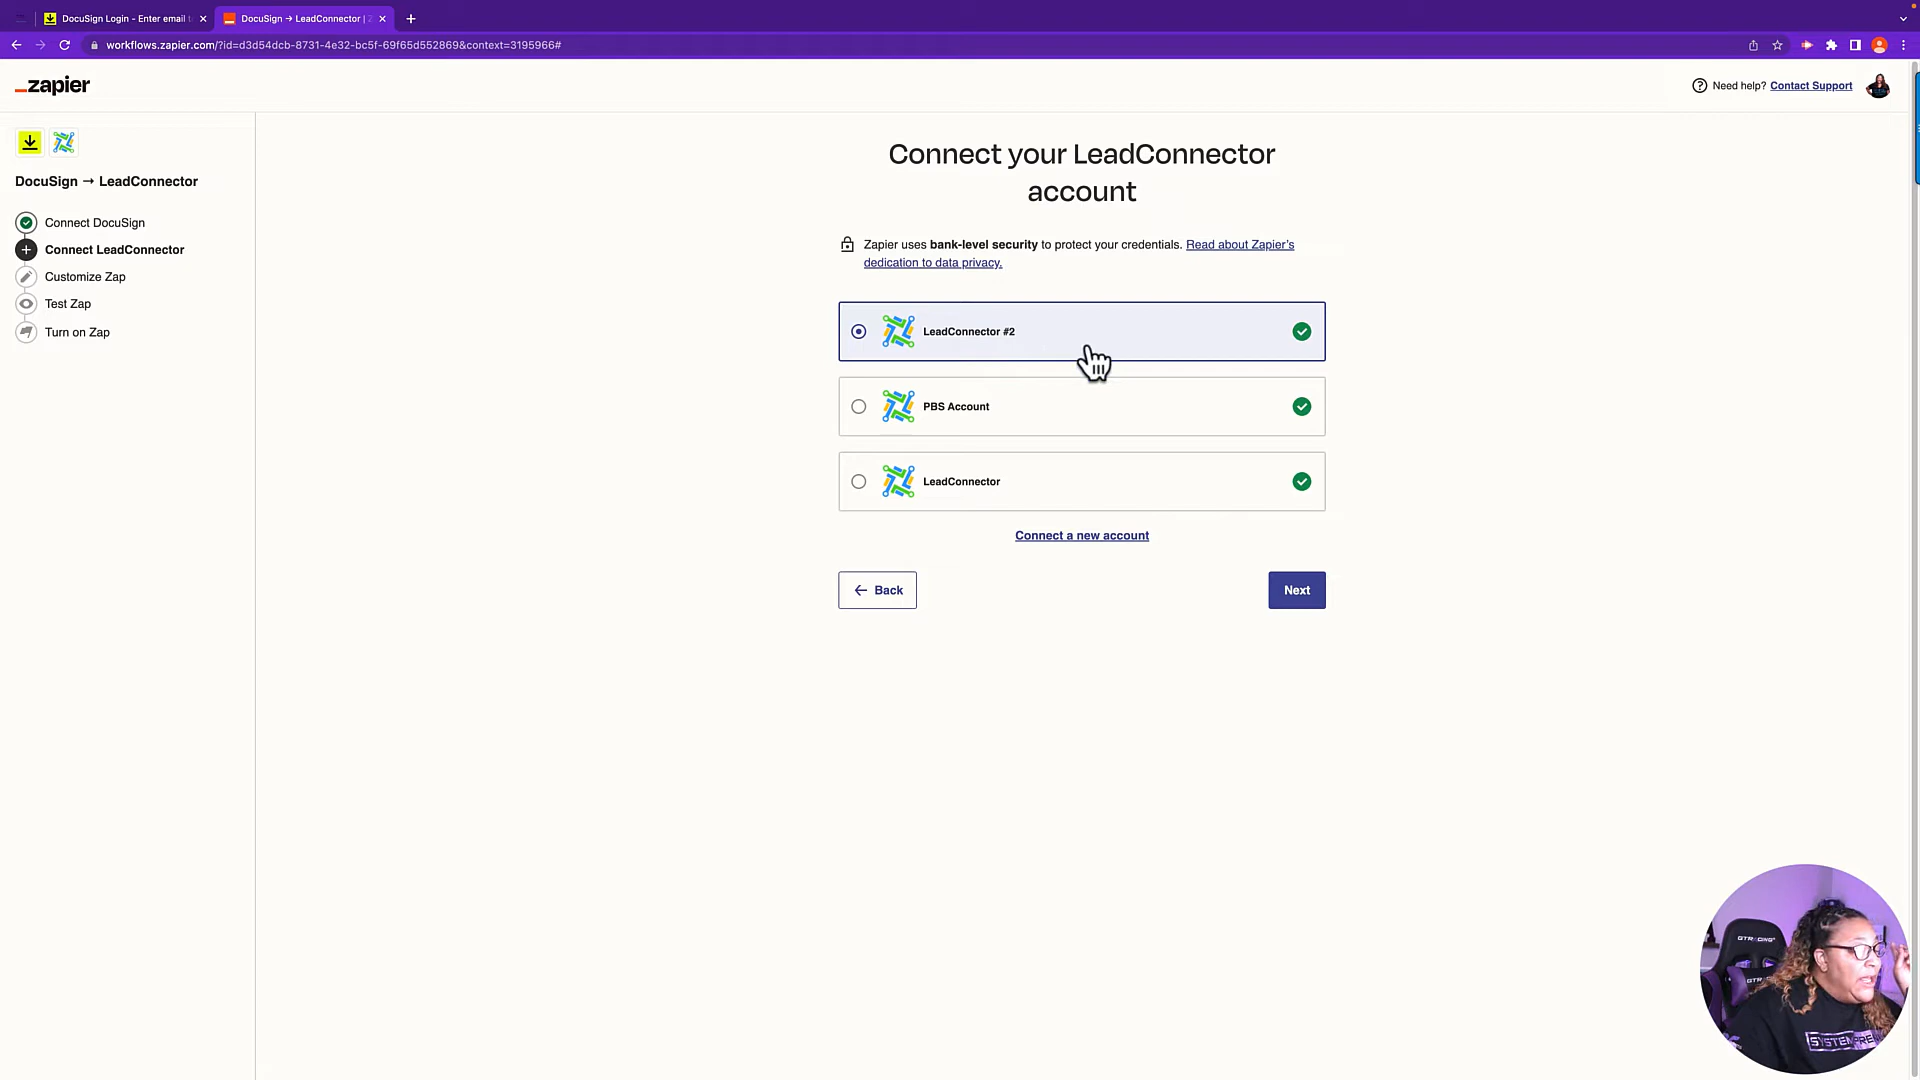 DocuSign Login - Enter email t
DocuSign → LeadConnector | Z
workflows.zapier.com/?id=d3d54dcb-8731-4e32-bc5f-69f65d552869&context=3195966#
zapier
Need help? Contact Support
DocuSign → LeadConnector
Connect DocuSign
Connect LeadConnector
Customize Zap
Test Zap
Turn on Zap
Connect your LeadConnector
account
Zapier uses bank-level security to protect your credentials. Read about Zapier's
dedication to data privacy.
LeadConnector #2
PBS Account
LeadConnector
Connect a new account
Back
Next
GTRACING